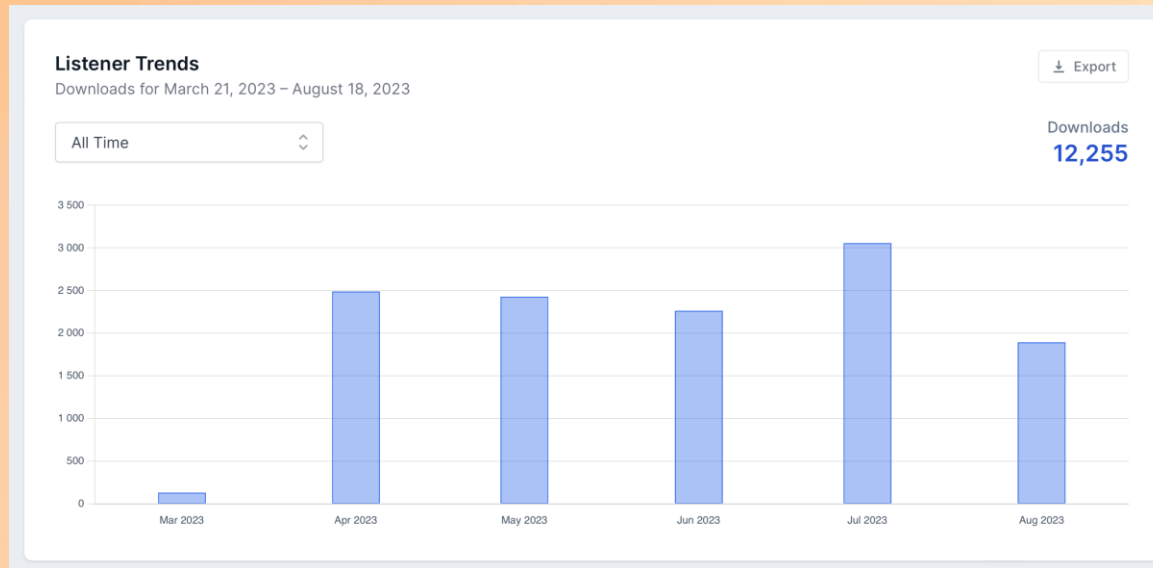 Listener Trends
Export
Downloads for March 21, 2023 – August 18, 2023
All Time
Downloads
12,255
3 500
3 000
2 500
2 000
1 500
1 000
500
0
Mar 2023
Apr 2023
May 2023
Jun 2023
Jul 2023
Aug 2023